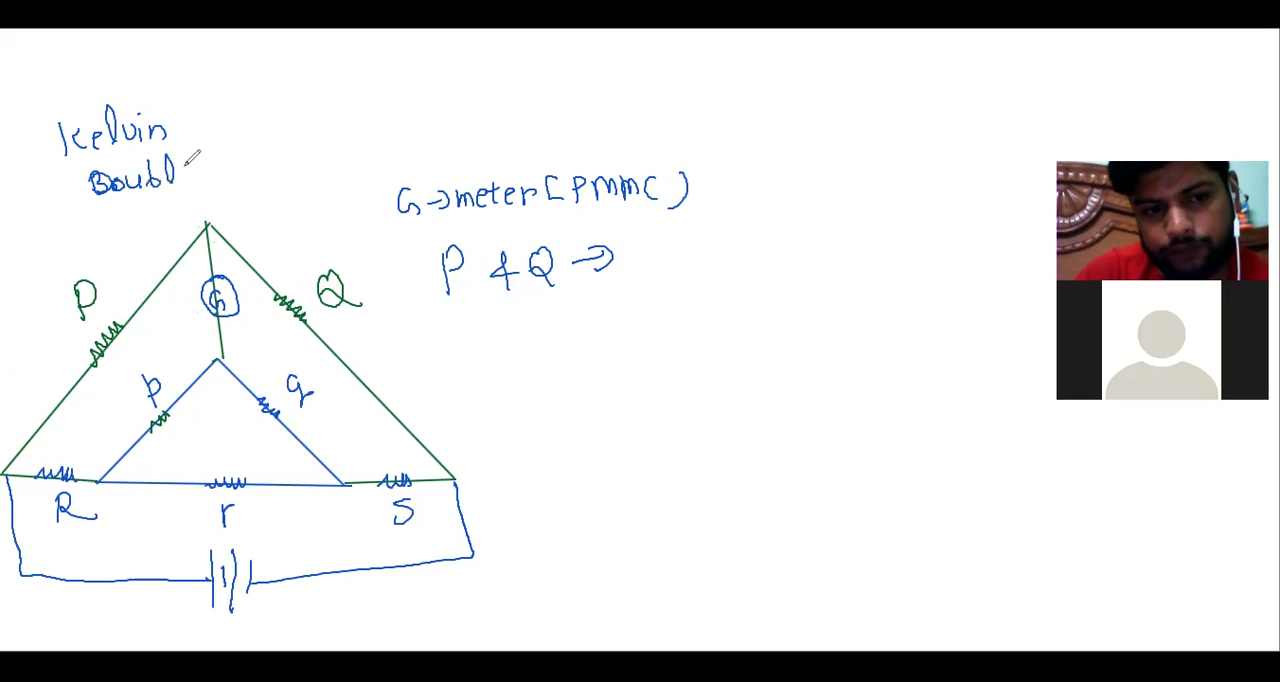 Kelvin
Doubl
G → meter [ PMMC )
P & Q →
P
G
Q
p
q
R
r
S